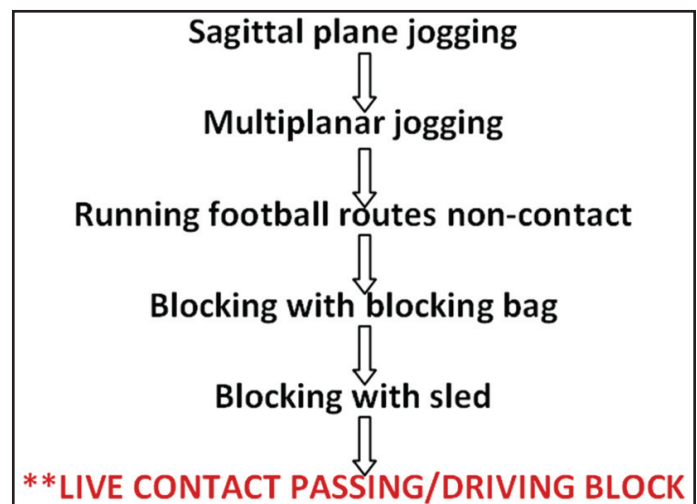 Sagittal plane jogging
Multiplanar jogging
Running football routes non-contact
Blocking with blocking bag
Blocking with sled
**LIVE CONTACT PASSING/DRIVING BLOCK